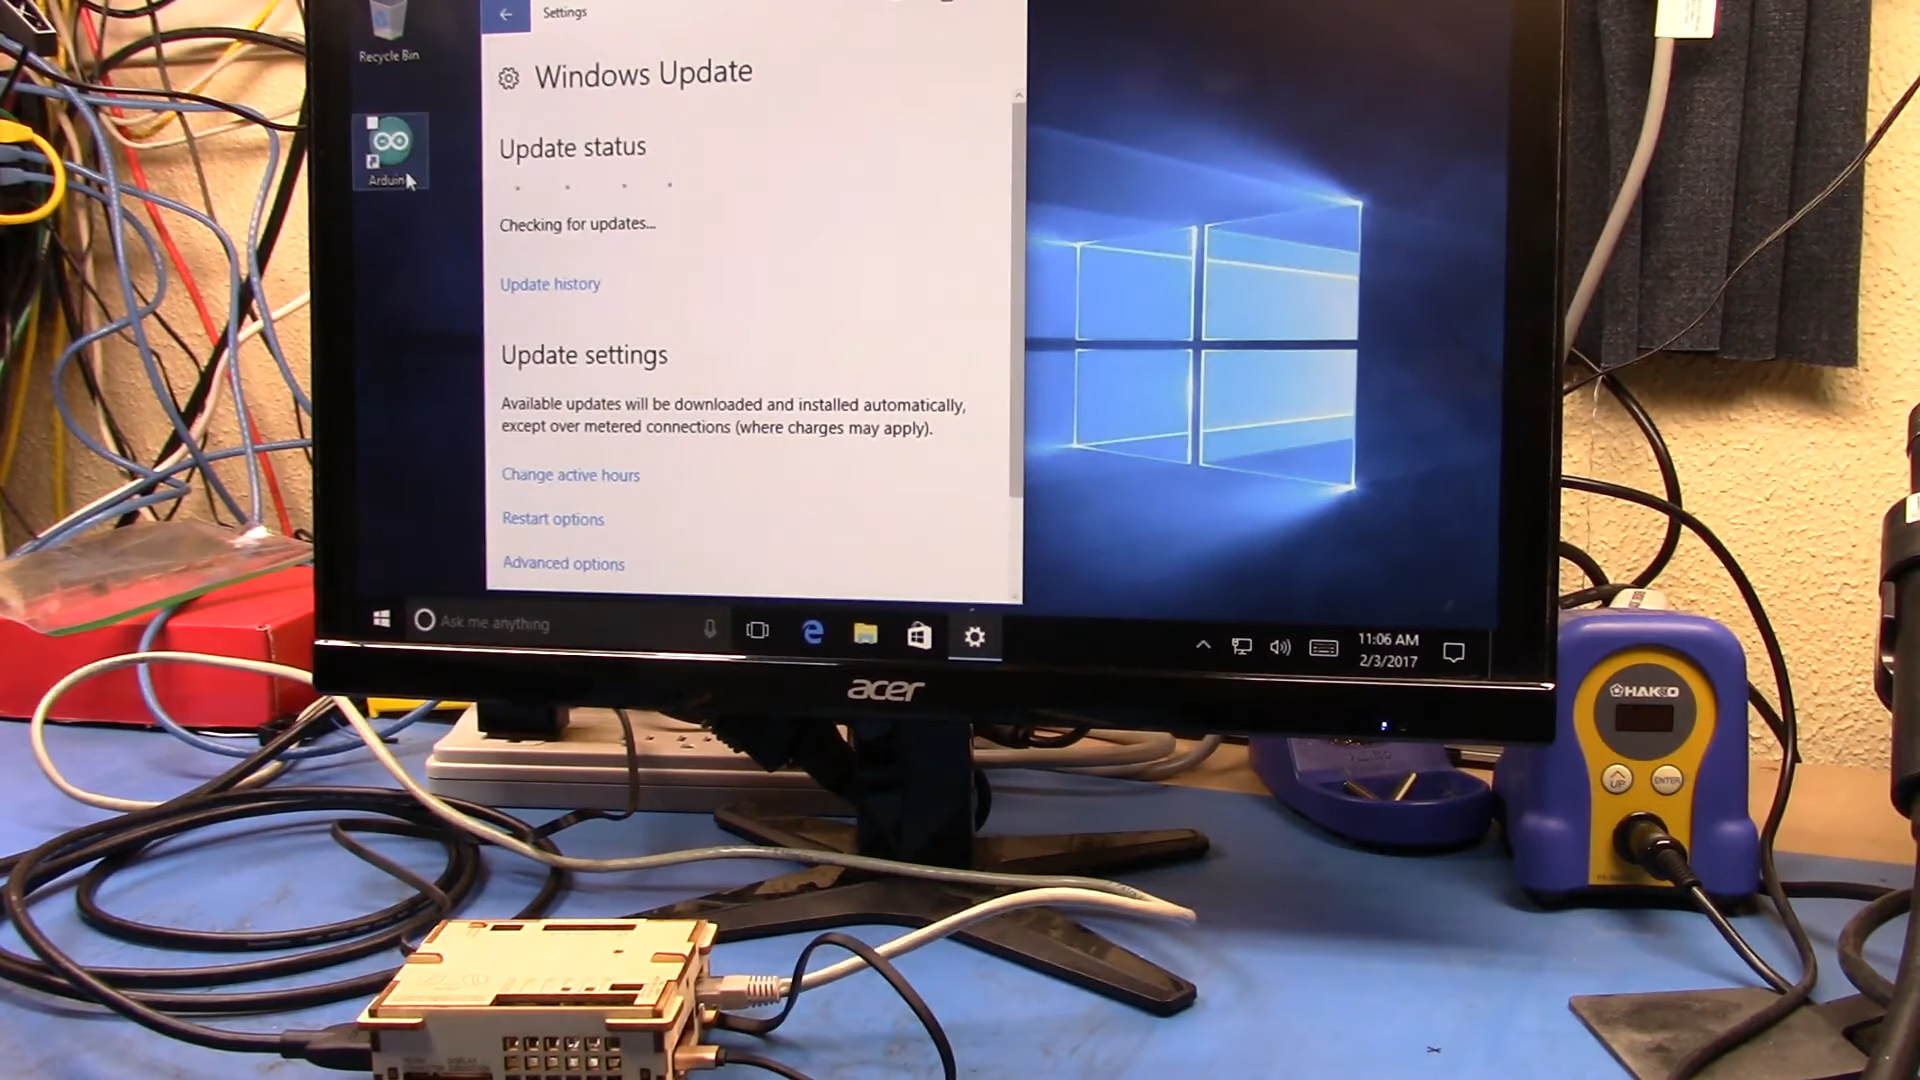 Recycle Bin
Settings
Windows Update
Update status
Checking for updates...
Update history
Update settings
Available updates will be downloaded and installed automatically,
except over metered connections (where charges may apply).
Change active hours
Restart options
Advanced options
Ask me anything
11:06 AM
2/3/2017
acer
HAKKO
UP
ENTER